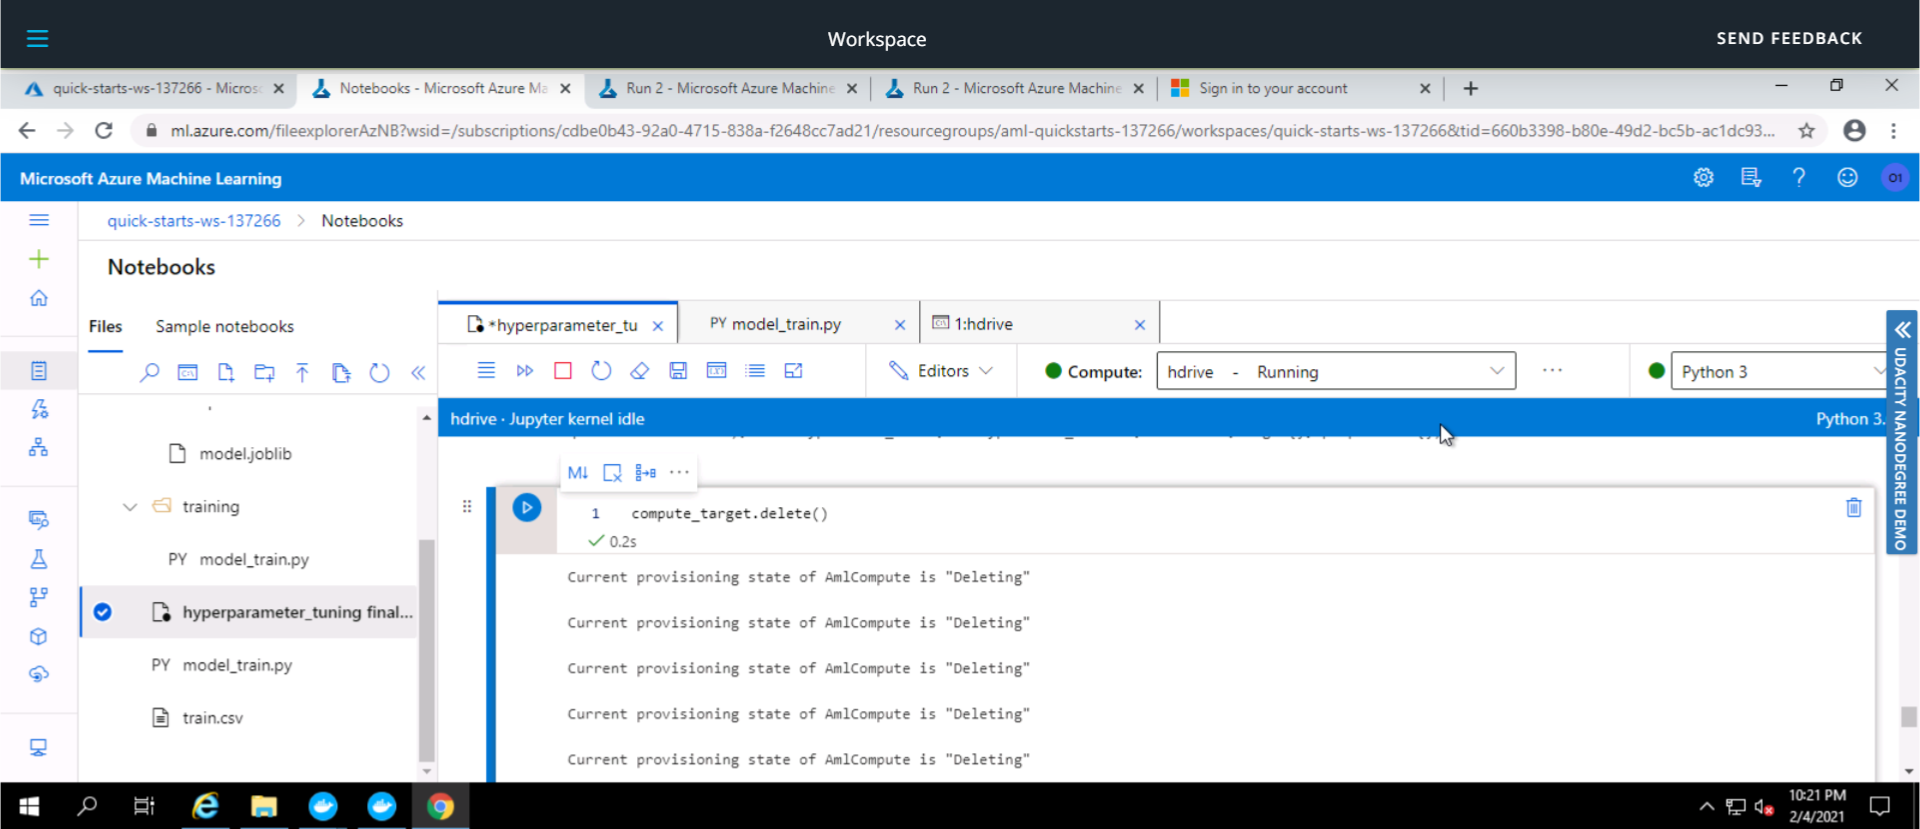 Workspace
SEND FEEDBACK
quick-starts-ws-137266 - Micros
Notebooks - Microsoft Azure Ma
Run 2 - Microsoft Azure Machine
Run 2 - Microsoft Azure Machine
Sign in to your account
ml.azure.com/fileexplorerAzNB?wsid=/subscriptions/cdbe0b43-92a0-4715-838a-f2648cc7ad21/resourcegroups/aml-quickstarts-137266/workspaces/quick-starts-ws-137266&tid=660b3398-b80e-49d2-bc5b-ac1dc93...
Microsoft Azure Machine Learning
O1
quick-starts-ws-137266 > Notebooks
Notebooks
Files
Sample notebooks
*hyperparameter_tu
PY model_train.py
1:hdrive
Editors
Compute:
hdrive - Running
Python 3
hdrive · Jupyter kernel idle
Python 3.
UDACITY NANODEGREE DEMO
model.joblib
training
PY model_train.py
hyperparameter_tuning final...
PY model_train.py
train.csv
M↓
1 compute_target.delete()
0.2s
Current provisioning state of AmlCompute is "Deleting"
Current provisioning state of AmlCompute is "Deleting"
Current provisioning state of AmlCompute is "Deleting"
Current provisioning state of AmlCompute is "Deleting"
Current provisioning state of AmlCompute is "Deleting"
10:21 PM
2/4/2021